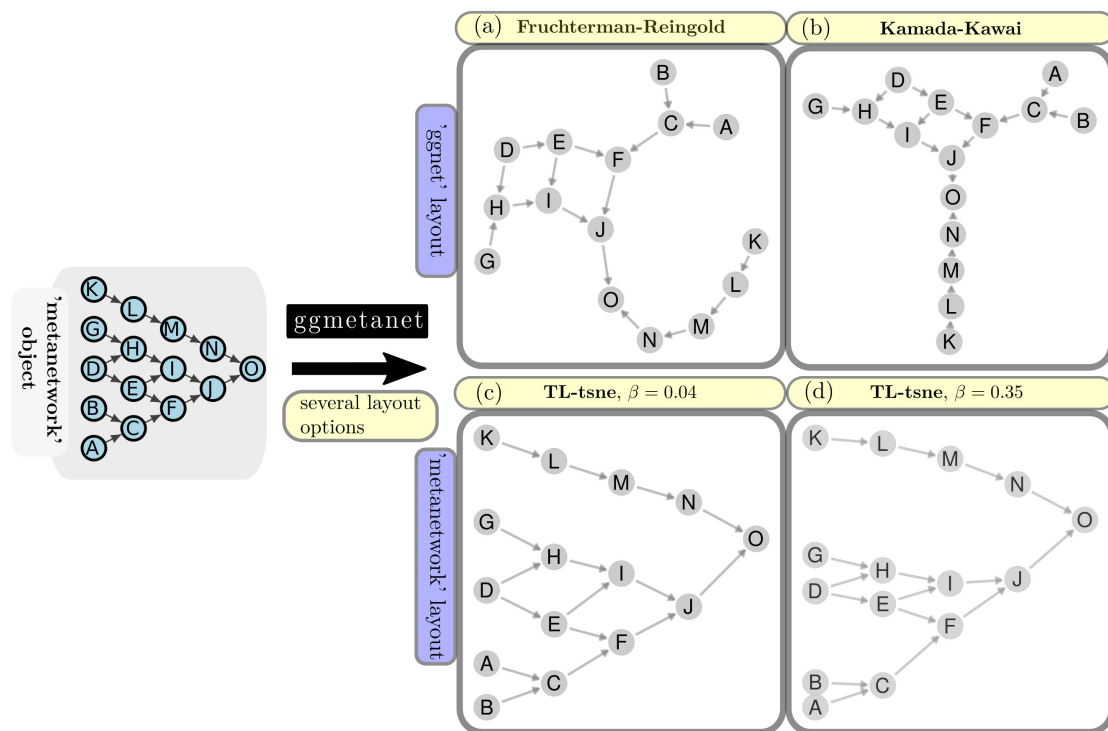 (a) Fruchterman-Reingold
(b) Kamada-Kawai
'ggnet' layout
B
C
A
D
E
F
H
I
J
G
O
K
L
M
N
A
D
E
G
H
C
B
F
I
J
O
N
M
L
K
'metanetwork'
object
K
L
G
M
H
N
D
I
O
E
J
B
F
C
A
ggmetanet
several layout
options
(c) TL-tsne, β = 0.04
(d) TL-tsne, β = 0.35
'metanetwork' layout
K
L
M
N
G
O
H
I
D
J
E
F
A
C
B
K
L
M
N
O
G
H
J
I
D
E
F
B
C
A